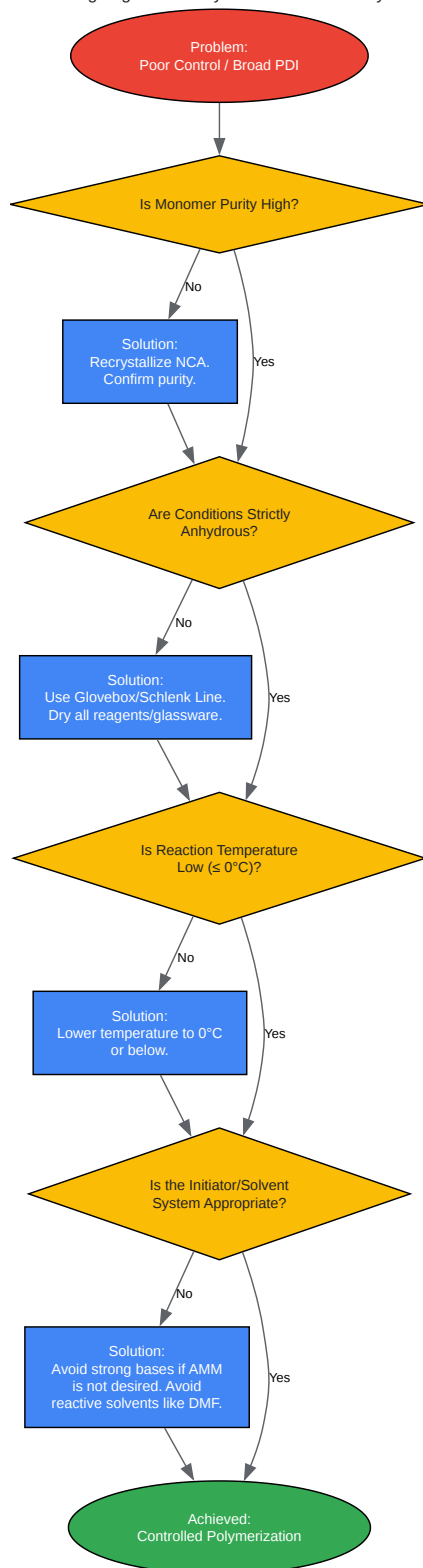 Problem:
Poor Control / Broad PDI
Is Monomer Purity High?
No
Solution:
Recrystallize NCA.
Confirm purity.
Yes
Are Conditions Strictly
Anhydrous?
No
Solution:
Use Glovebox/Schlenk Line.
Dry all reagents/glassware.
Yes
Is Reaction Temperature
Low (≤ 0°C)?
No
Solution:
Lower temperature to 0°C
or below.
Yes
Is the Initiator/Solvent
System Appropriate?
No
Solution:
Avoid strong bases if AMM
is not desired. Avoid
reactive solvents like DMF.
Yes
Achieved:
Controlled Polymerization